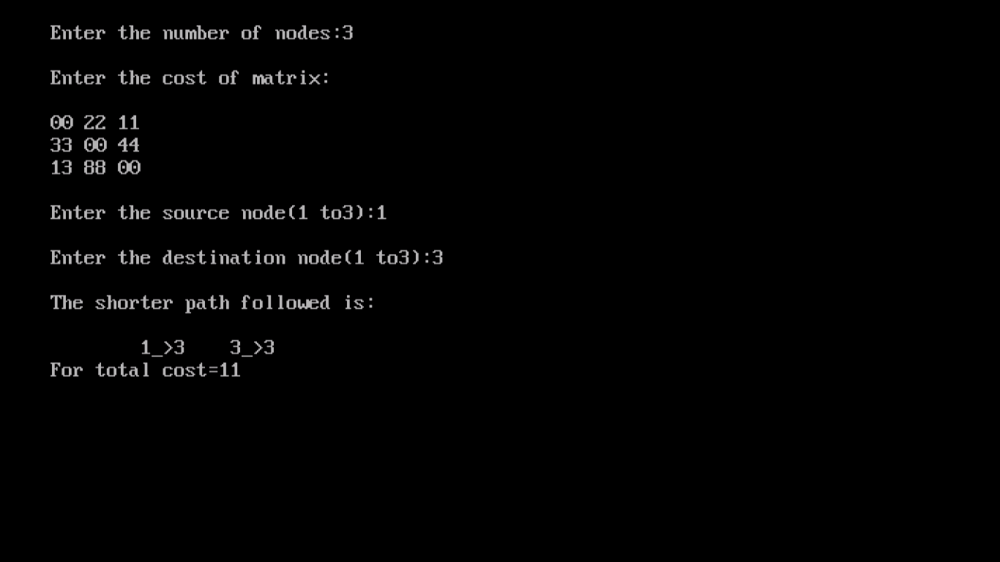 Enter the number of nodes:3
Enter the cost of matrix:
00 22 11
33 00 44
13 88 00
Enter the source node(1 to3):1
Enter the destination node(1 to3):3
The shorter path followed is:
1_>3    3_>3
For total cost=11